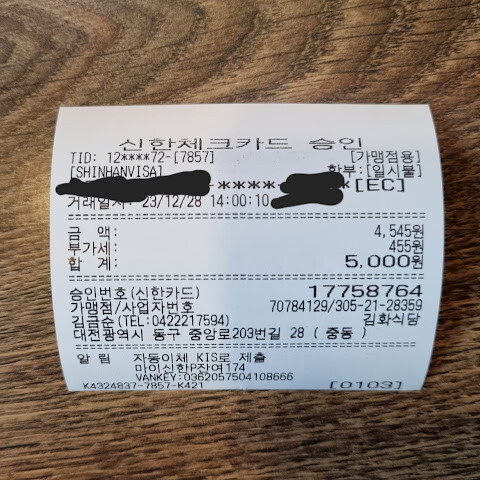 신한체크카드 승인
TID: 12****72-[7857] [가맹점용]
[SHINHANVISA] 할부:[일시불]
-****- *[EC]
거래일시: 23/12/28 14:00:10
금 액: 4,545원
부가세: 455원
합 계: 5,000원
승인번호(신한카드) 17758764
가맹점/사업자번호 70784129/305-21-28359
김금순(TEL:0422217594) 김화식당
대전광역시 동구 중앙로203번길 28 ( 중동 )
알 림 자동이체 KIS로 제출
마이신한P잔여174
VANKEY:0362057504108666
K4324837-7857-K421 [0103]